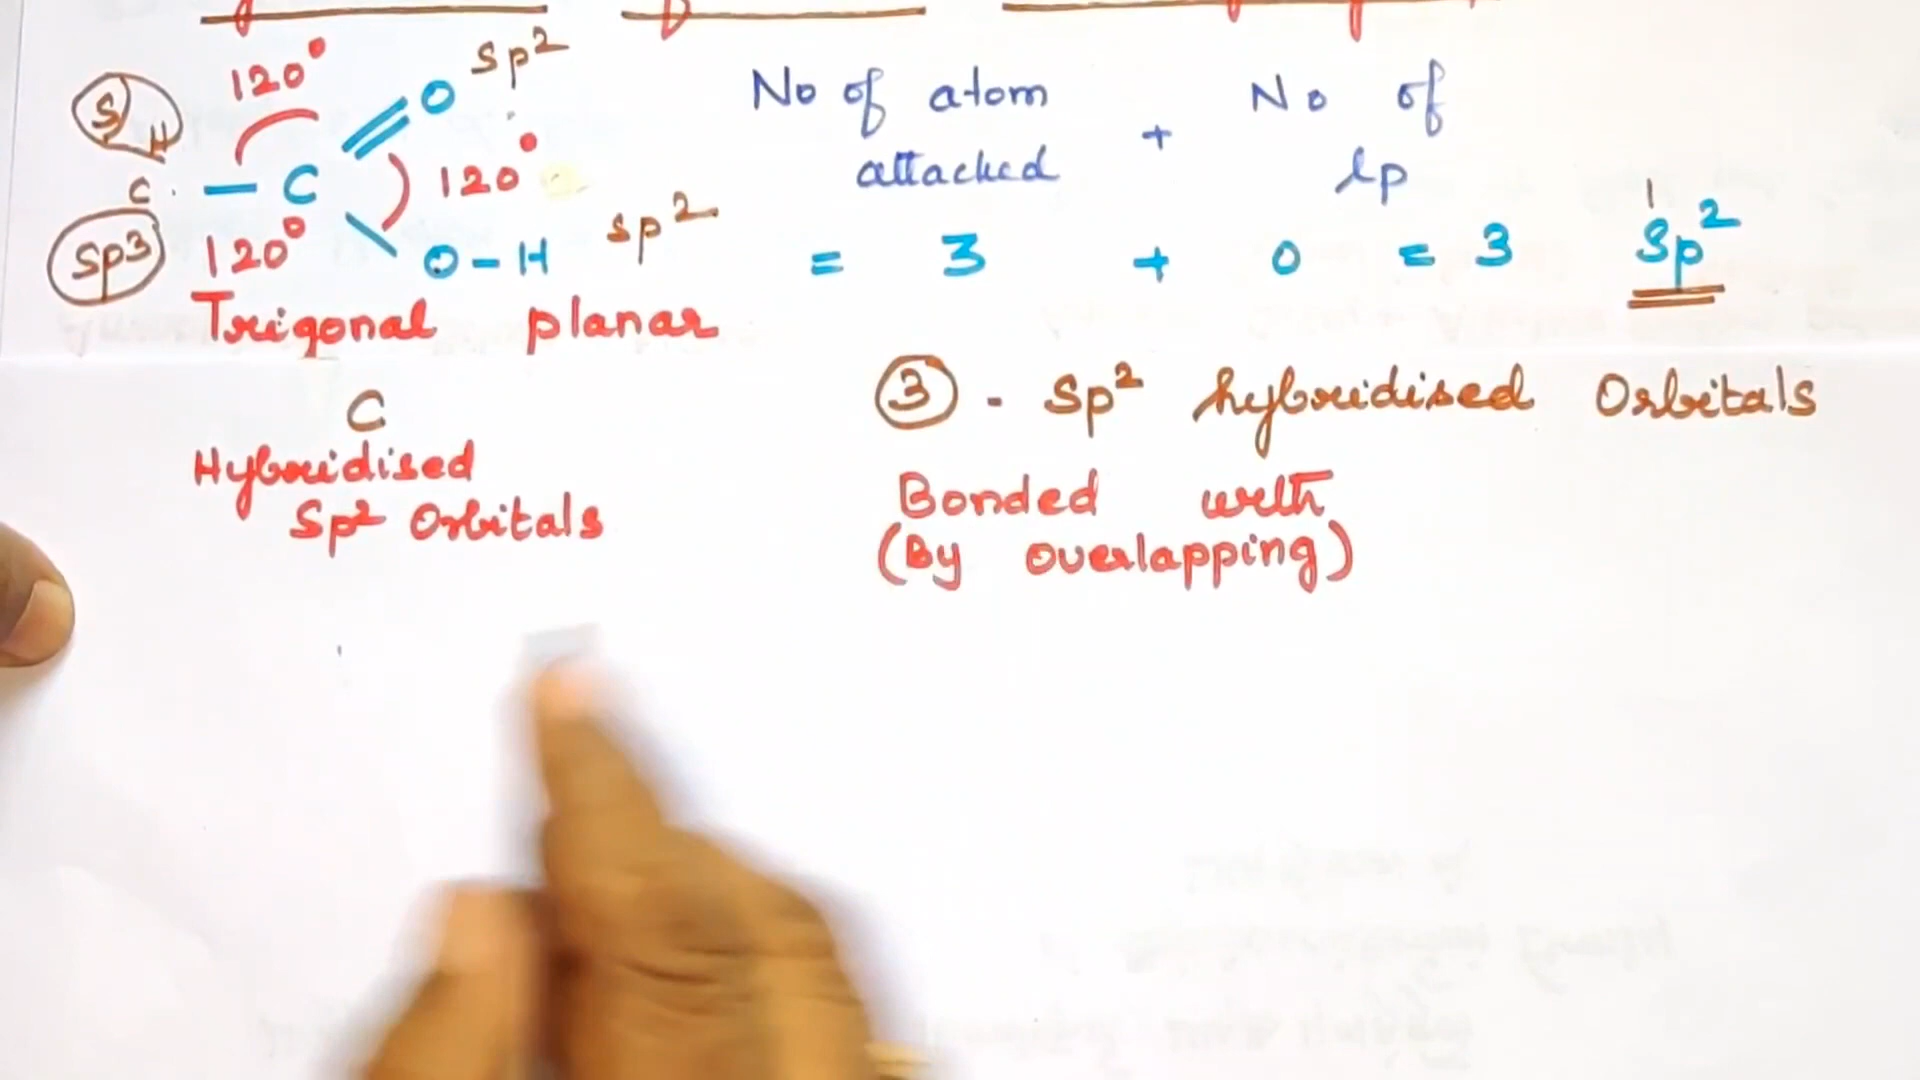 120°
sp²
S/H
O
C - C
120°
sp3
120°
O-H
sp²
Trigonal planar
No of atom attached + No of lp
= 3 + 0 = 3 Sp²
C
Hybridised
Sp² Orbitals
3 - Sp² hybridised Orbitals
Bonded with
(By overlapping)